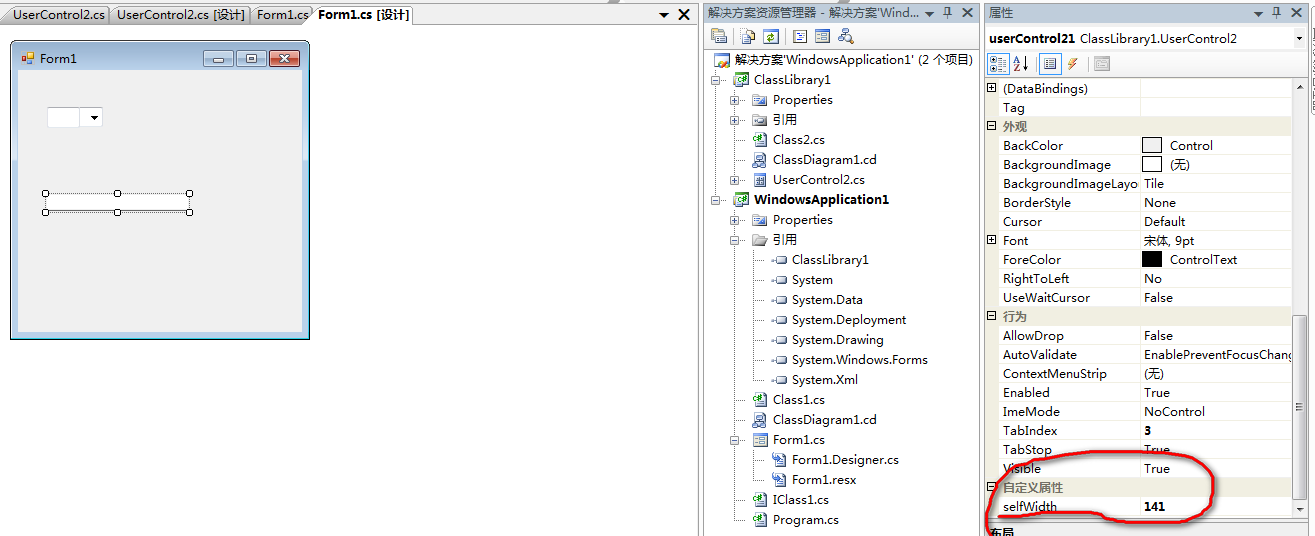 UserControl2.cs
UserControl2.cs [设计]
Form1.cs
Form1.cs [设计]
Form1
解决方案资源管理器 - 解决方案'Wind...
解决方案'WindowsApplication1' (2 个项目)
ClassLibrary1
Properties
引用
Class2.cs
ClassDiagram1.cd
UserControl2.cs
WindowsApplication1
Properties
引用
ClassLibrary1
System
System.Data
System.Deployment
System.Drawing
System.Windows.Forms
System.Xml
Class1.cs
ClassDiagram1.cd
Form1.cs
Form1.Designer.cs
Form1.resx
IClass1.cs
Program.cs
属性
userControl21 ClassLibrary1.UserControl2
(DataBindings)
Tag
外观
BackColor Control
BackgroundImage (无)
BackgroundImageLayou Tile
BorderStyle None
Cursor Default
Font 宋体, 9pt
ForeColor ControlText
RightToLeft No
UseWaitCursor False
行为
AllowDrop False
AutoValidate EnablePreventFocusChang
ContextMenuStrip (无)
Enabled True
ImeMode NoControl
TabIndex 3
TabStop True
Visible True
自定义属性
selfWidth 141
布局